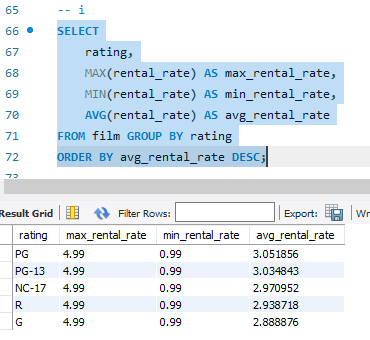 65 -- i
66 SELECT
67 rating,
68 MAX(rental_rate) AS max_rental_rate,
69 MIN(rental_rate) AS min_rental_rate,
70 AVG(rental_rate) AS avg_rental_rate
71 FROM film GROUP BY rating
72 ORDER BY avg_rental_rate DESC;
73
Result Grid Filter Rows: Export: Wr
rating max_rental_rate min_rental_rate avg_rental_rate
PG 4.99 0.99 3.051856
PG-13 4.99 0.99 3.034843
NC-17 4.99 0.99 2.970952
R 4.99 0.99 2.938718
G 4.99 0.99 2.888876